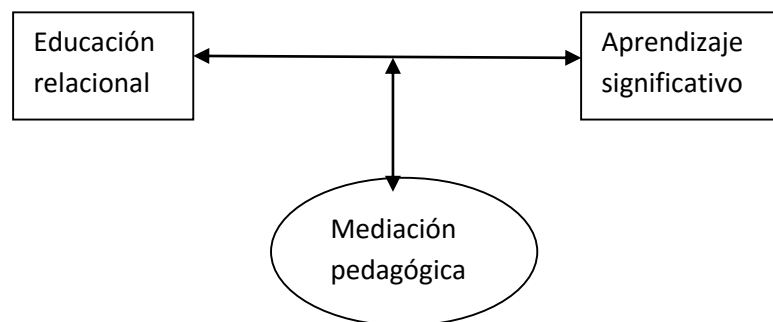 Educación
relacional
Aprendizaje
significativo
Mediación
pedagógica